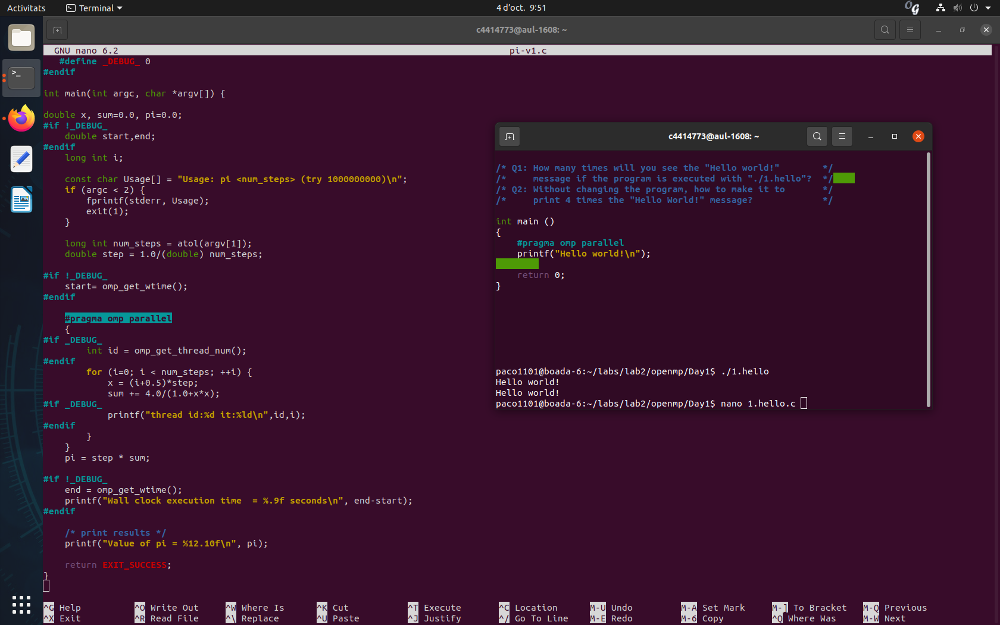 Activitats
Terminal
4 d'oct. 9:51
c4414773@aul-1608: ~
GNU nano 6.2 pi-v1.c
#define _DEBUG_ 0
#endif
int main(int argc, char *argv[]) {
double x, sum=0.0, pi=0.0;
#if !_DEBUG_
double start,end;
#endif
long int i;
const char Usage[] = "Usage: pi <num_steps> (try 1000000000)\n";
if (argc < 2) {
fprintf(stderr, Usage);
exit(1);
}
long int num_steps = atol(argv[1]);
double step = 1.0/(double) num_steps;
#if !_DEBUG_
start= omp_get_wtime();
#endif
#pragma omp parallel
{
#if _DEBUG_
int id = omp_get_thread_num();
#endif
for (i=0; i < num_steps; ++i) {
x = (i+0.5)*step;
sum += 4.0/(1.0+x*x);
#if _DEBUG_
printf("thread id:%d it:%ld\n",id,i);
#endif
}
}
pi = step * sum;
#if !_DEBUG_
end = omp_get_wtime();
printf("Wall clock execution time  = %.9f seconds\n", end-start);
#endif
/* print results */
printf("Value of pi = %12.10f\n", pi);
return EXIT_SUCCESS;
}
^G Help ^O Write Out ^W Where Is ^K Cut ^T Execute ^C Location M-U Undo M-A Set Mark M-] To Bracket M-Q Previous
^X Exit ^R Read File ^\ Replace ^U Paste ^J Justify ^/ Go To Line M-E Redo M-6 Copy ^Q Where Was M-W Next
c4414773@aul-1608: ~
/* Q1: How many times will you see the "Hello world!" */
/* message if the program is executed with "./1.hello"? */
/* Q2: Without changing the program, how to make it to */
/* print 4 times the "Hello World!" message? */
int main ()
{
#pragma omp parallel
printf("Hello world!\n");
return 0;
}
paco1101@boada-6:~/labs/lab2/openmp/Day1$ ./1.hello
Hello world!
Hello world!
paco1101@boada-6:~/labs/lab2/openmp/Day1$ nano 1.hello.c